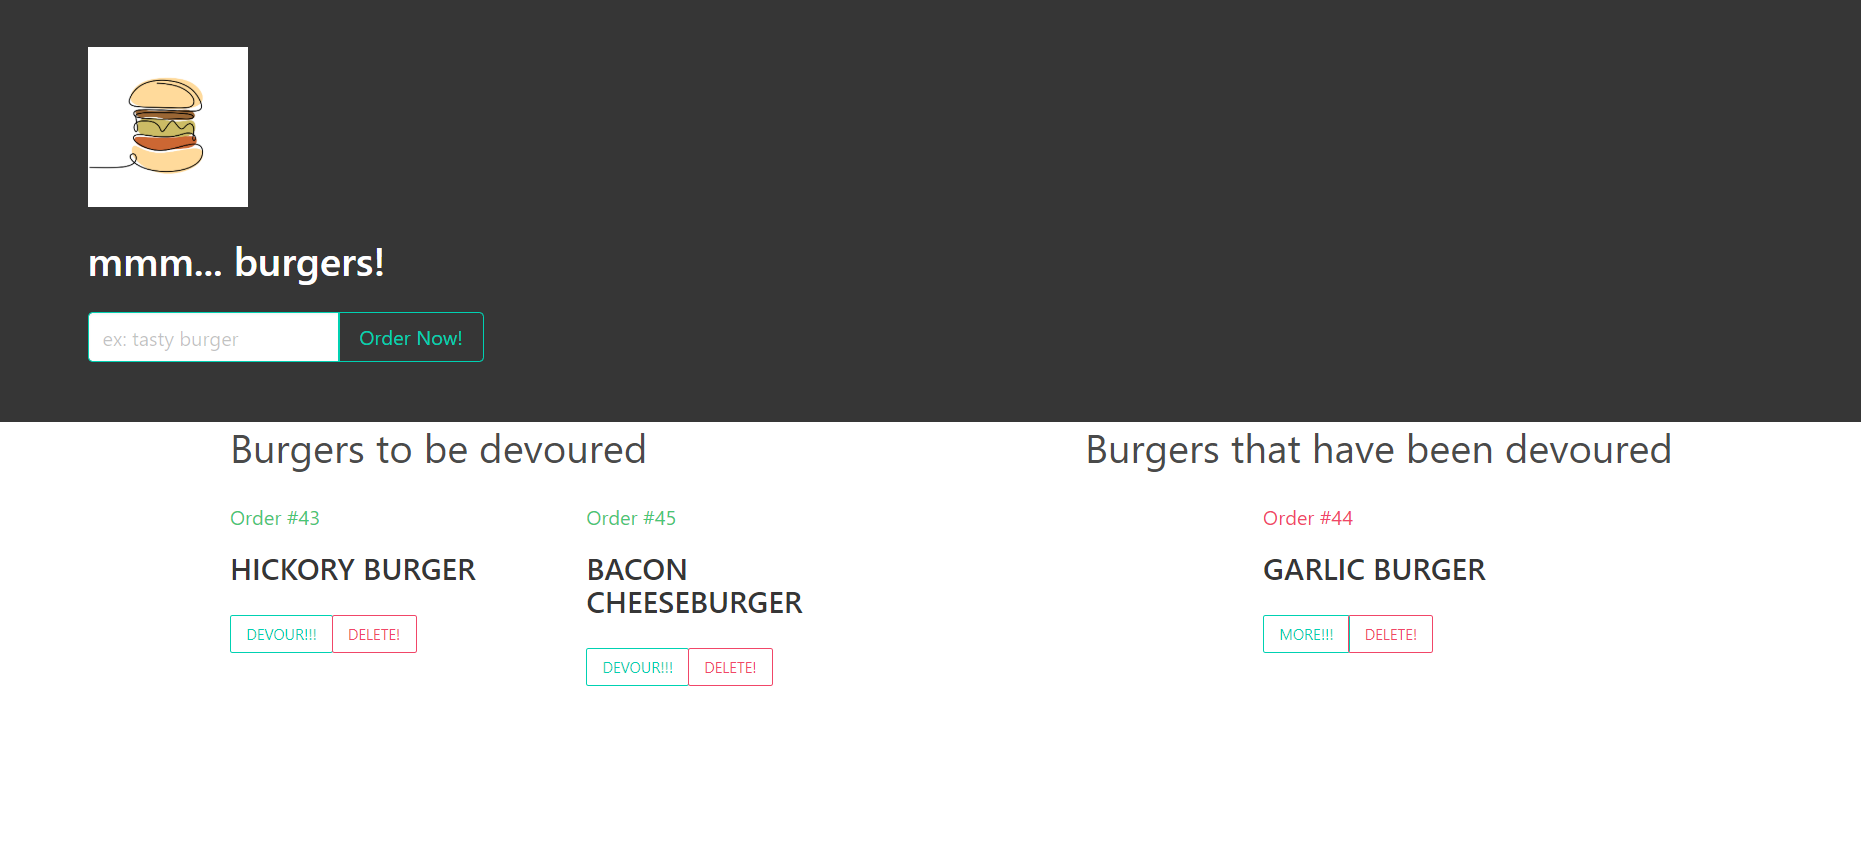 mmm... burgers!
ex: tasty burger
Order Now!
Burgers to be devoured
Order #43
HICKORY BURGER
DEVOUR!!!
DELETE!
Order #45
BACON
CHEESEBURGER
DEVOUR!!!
DELETE!
Burgers that have been devoured
Order #44
GARLIC BURGER
MORE!!!
DELETE!